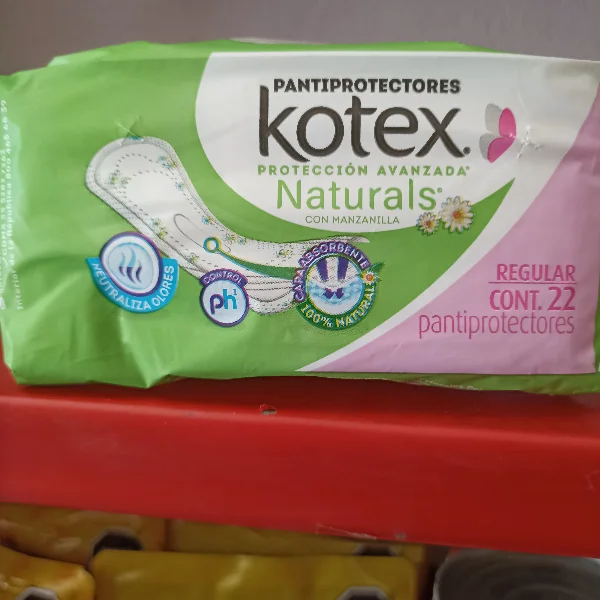 PANTIPROTECTORES
kotex.
PROTECCIÓN AVANZADA*
Naturals®
CON MANZANILLA
NEUTRALIZA OLORES
CONTROL
ph
CAPA ABSORBENTE
100% NATURAL
REGULAR
CONT. 22
pantiprotectores